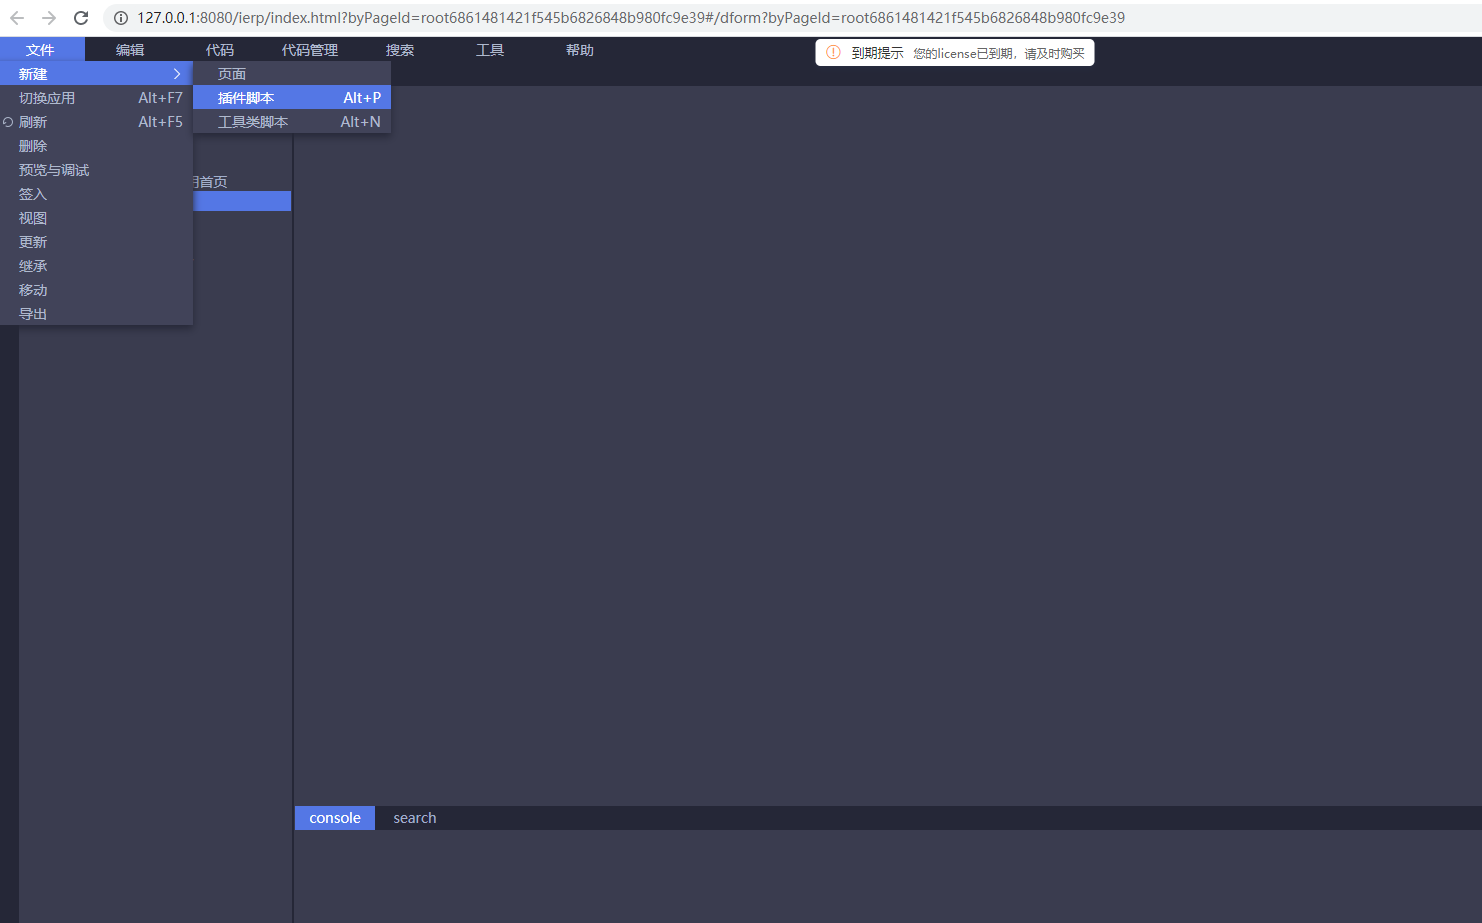 127.0.0.1:8080/ierp/index.html?byPageId=root6861481421f545b6826848b980fc9e39#/dform?byPageId=root6861481421f545b6826848b980fc9e39
文件 编辑 代码 代码管理 搜索 工具 帮助
到期提示 您的license已到期，请及时购买
新建
切换应用 Alt+F7
刷新 Alt+F5
删除
预览与调试
签入
视图
更新
继承
移动
导出
页面
插件脚本 Alt+P
工具类脚本 Alt+N
首页
console search